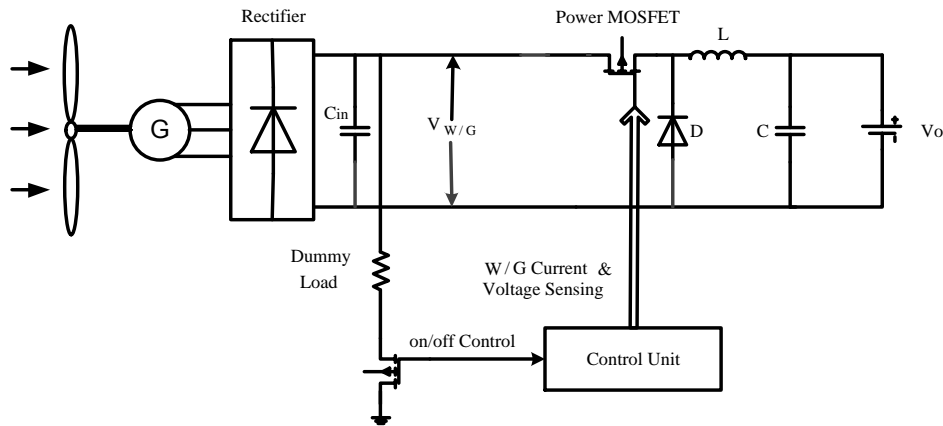 Rectifier
Power MOSFET
L
G
Cin
V W/G
D
C
+
Vo
Dummy
Load
W/G Current &
Voltage Sensing
on/off Control
Control Unit